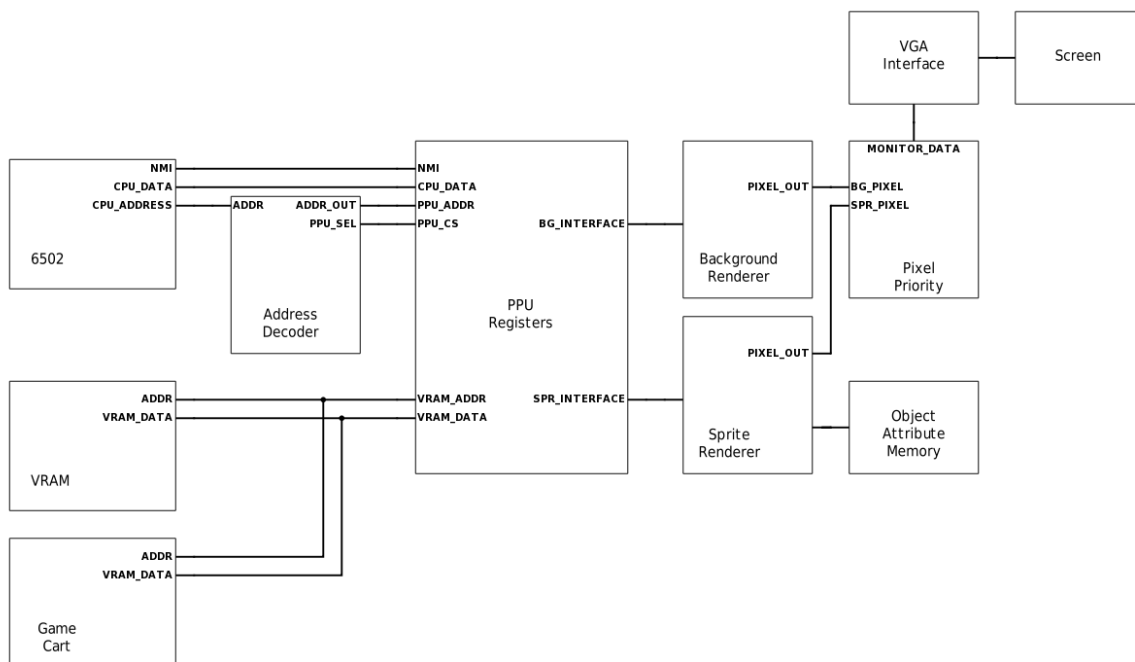 VGA
Interface
Screen
MONITOR_DATA
NMI
CPU_DATA
CPU_ADDRESS
6502
ADDR
ADDR_OUT
PPU_SEL
Address
Decoder
NMI
CPU_DATA
PPU_ADDR
PPU_CS
BG_INTERFACE
PPU
Registers
VRAM_ADDR
VRAM_DATA
SPR_INTERFACE
PIXEL_OUT
Background
Renderer
BG_PIXEL
SPR_PIXEL
Pixel
Priority
PIXEL_OUT
Sprite
Renderer
Object
Attribute
Memory
ADDR
VRAM_DATA
VRAM
ADDR
VRAM_DATA
Game
Cart